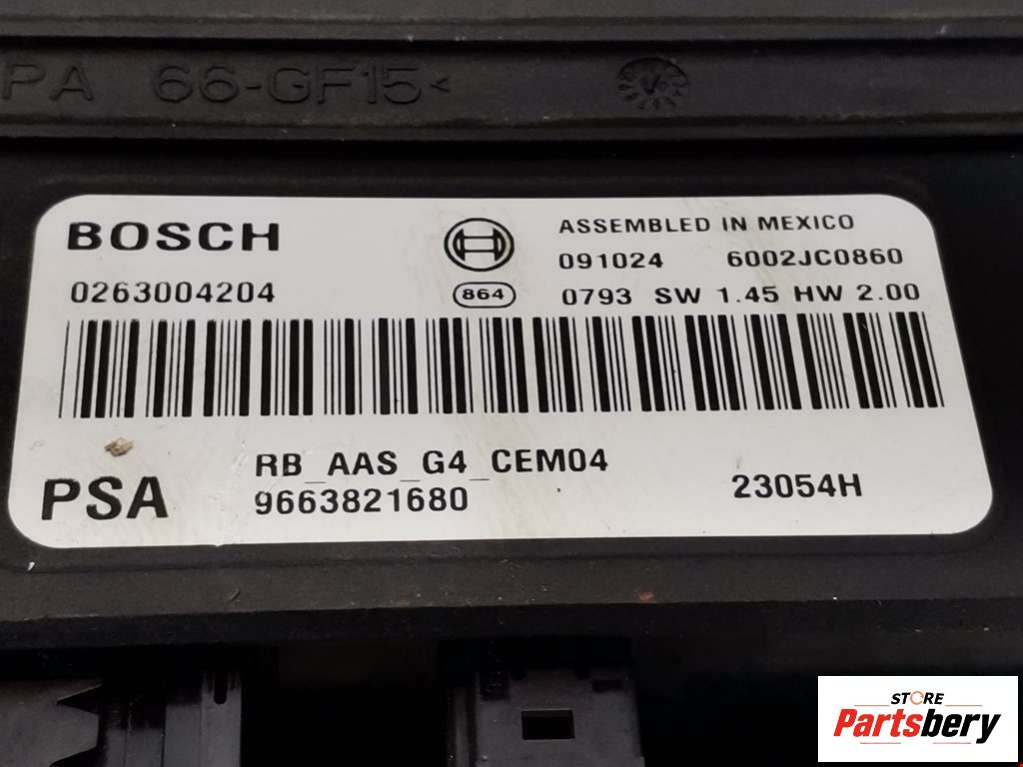 PA 66-GF15<
BOSCH
ASSEMBLED IN MEXICO
091024 6002JC0860
0263004204
864
0793 SW 1.45 HW 2.00
RB_AAS_G4_CEM04
PSA
9663821680
23054H
STORE
Partsbery